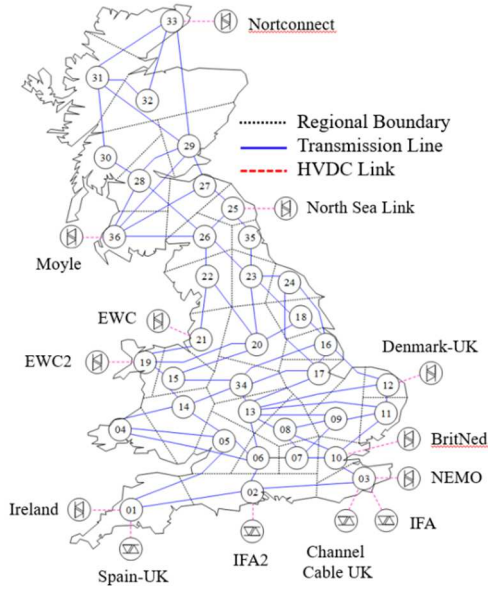 33
Nortconnect
31
32
Regional Boundary
Transmission Line
HVDC Link
29
30
28
27
25
North Sea Link
36
26
35
Moyle
22
23
24
EWC
18
21
20
16
Denmark-UK
EWC2
19
17
15
34
12
14
13
11
04
09
08
05
BritNed
06
07
10
03
NEMO
02
Ireland
01
IFA
IFA2
Channel
Cable UK
Spain-UK